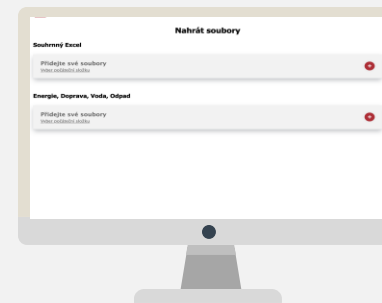 Nahrát soubory
Souhrnný Excel
Přidejte své soubory
Energie, Doprava, Voda, Odpad
Přidejte své soubory